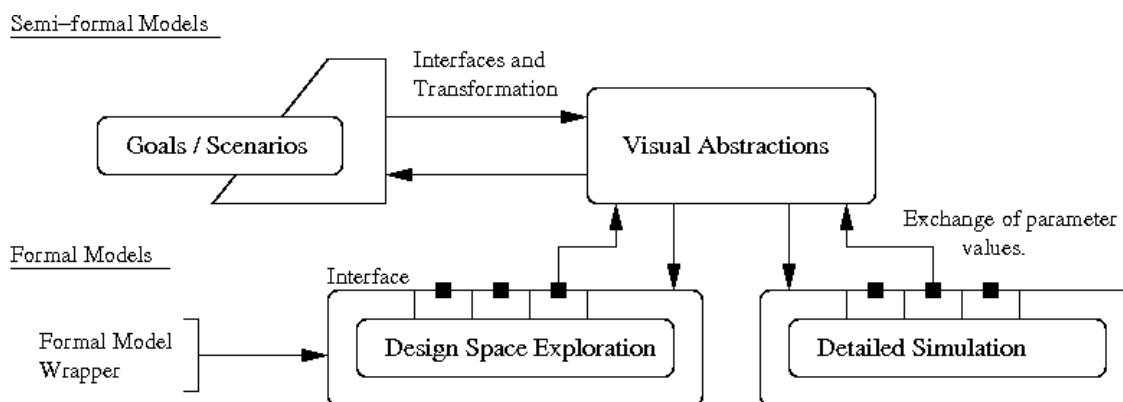 Semi-formal Models
Interfaces and
Transformation
Goals / Scenarios
Visual Abstractions
Exchange of parameter
values.
Formal Models
Interface
Formal Model
Wrapper
Design Space Exploration
Detailed Simulation